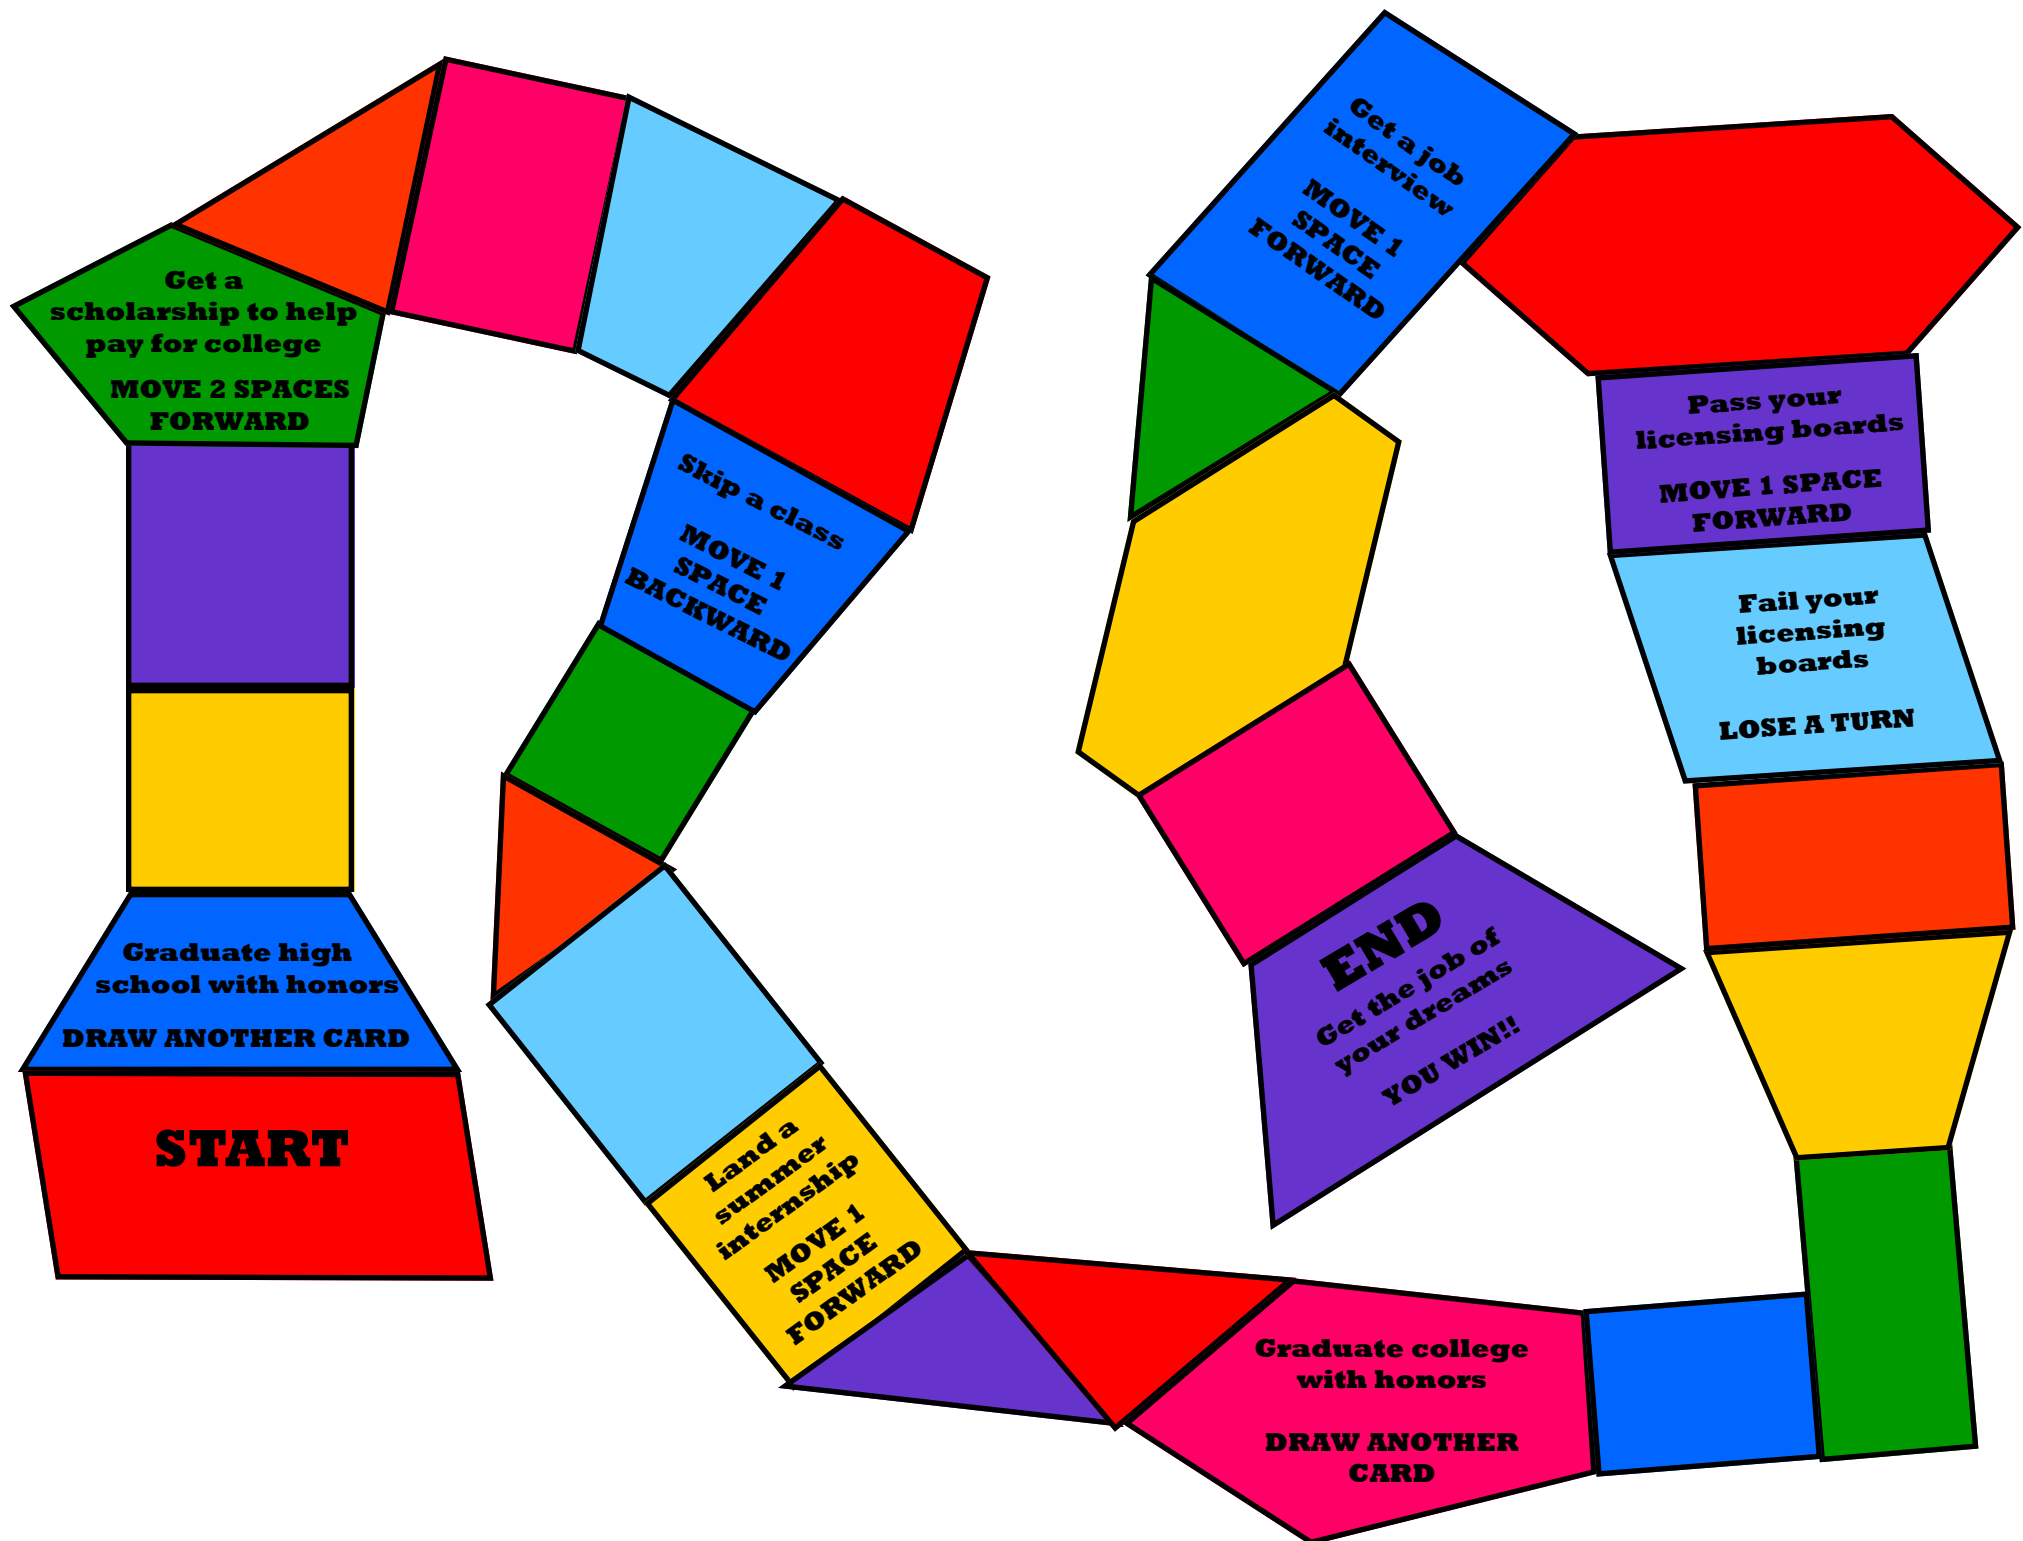 START
Graduate high
school with honors
DRAW ANOTHER CARD
Get a
scholarship to help
pay for college
MOVE 2 SPACES
FORWARD
Skip a class
MOVE 1
SPACE
BACKWARD
Land a
summer
internship
MOVE 1
SPACE
FORWARD
Graduate college
with honors
DRAW ANOTHER
CARD
Fail your
licensing
boards
LOSE A TURN
Pass your
licensing boards
MOVE 1 SPACE
FORWARD
Get a job
interview
MOVE 1
SPACE
FORWARD
END
Get the job of
your dreams
YOU WIN!!